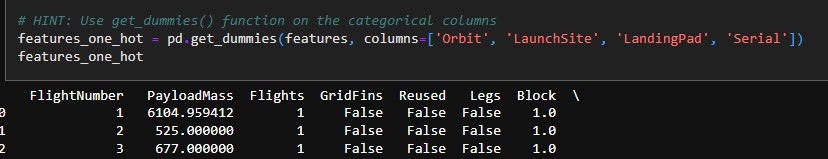 # HINT: Use get_dummies() function on the categorical columns
features_one_hot = pd.get_dummies(features, columns=['Orbit', 'LaunchSite', 'LandingPad', 'Serial'])
features_one_hot
FlightNumber PayloadMass Flights GridFins Reused Legs Block \
0 1 6104.959412 1 False False False 1.0
1 2 525.000000 1 False False False 1.0
2 3 677.000000 1 False False False 1.0